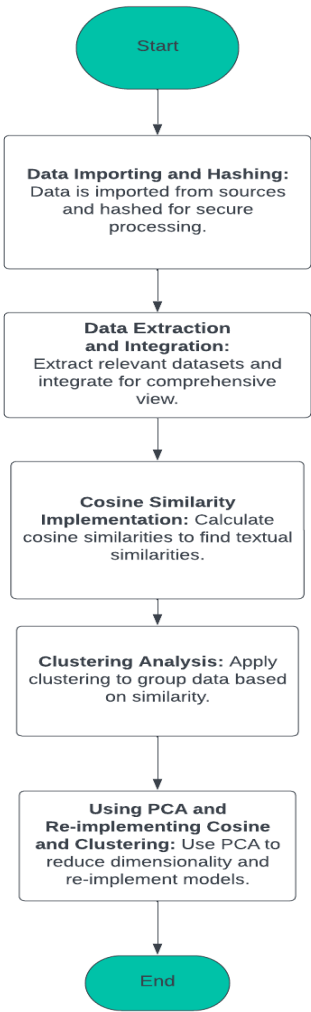 Start
Data Importing and Hashing:
Data is imported from sources
and hashed for secure
processing.
Data Extraction
and Integration:
Extract relevant datasets and
integrate for comprehensive
view.
Cosine Similarity
Implementation: Calculate
cosine similarities to find textual
similarities.
Clustering Analysis: Apply
clustering to group data based
on similarity.
Using PCA and
Re-implementing Cosine
and Clustering: Use PCA to
reduce dimensionality and
re-implement models.
End